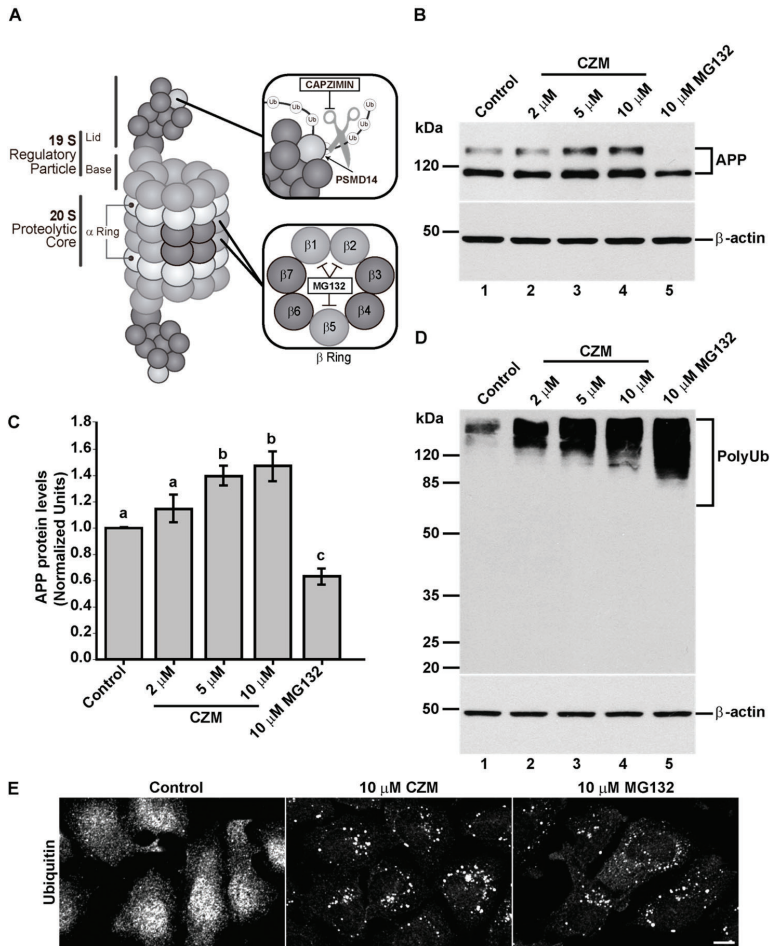 A
CAPZIMIN
Ub
Ub
Ub
Ub
Ub
Ub
PSMD14
19 S
Regulatory
Particle
Lid
Base
20 S
Proteolytic
Core
α Ring
β1
β2
β7
β3
MG132
β6
β4
β5
β Ring
B
CZM
Control
2 μM
5 μM
10 μM
10 μM MG132
kDa
120
APP
50
β-actin
1 2 3 4 5
C
APP protein levels
(Normalized Units)
1.8
1.6
1.4
1.2
1.0
0.8
0.6
0.4
0.2
0.0
a
a
b
b
c
Control
2 μM
5 μM
10 μM
10 μM MG132
CZM
D
CZM
Control
2 μM
5 μM
10 μM
10 μM MG132
kDa
120
85
50
35
25
20
PolyUb
50
β-actin
1 2 3 4 5
E
Control
10 μM CZM
10 μM MG132
Ubiquitin